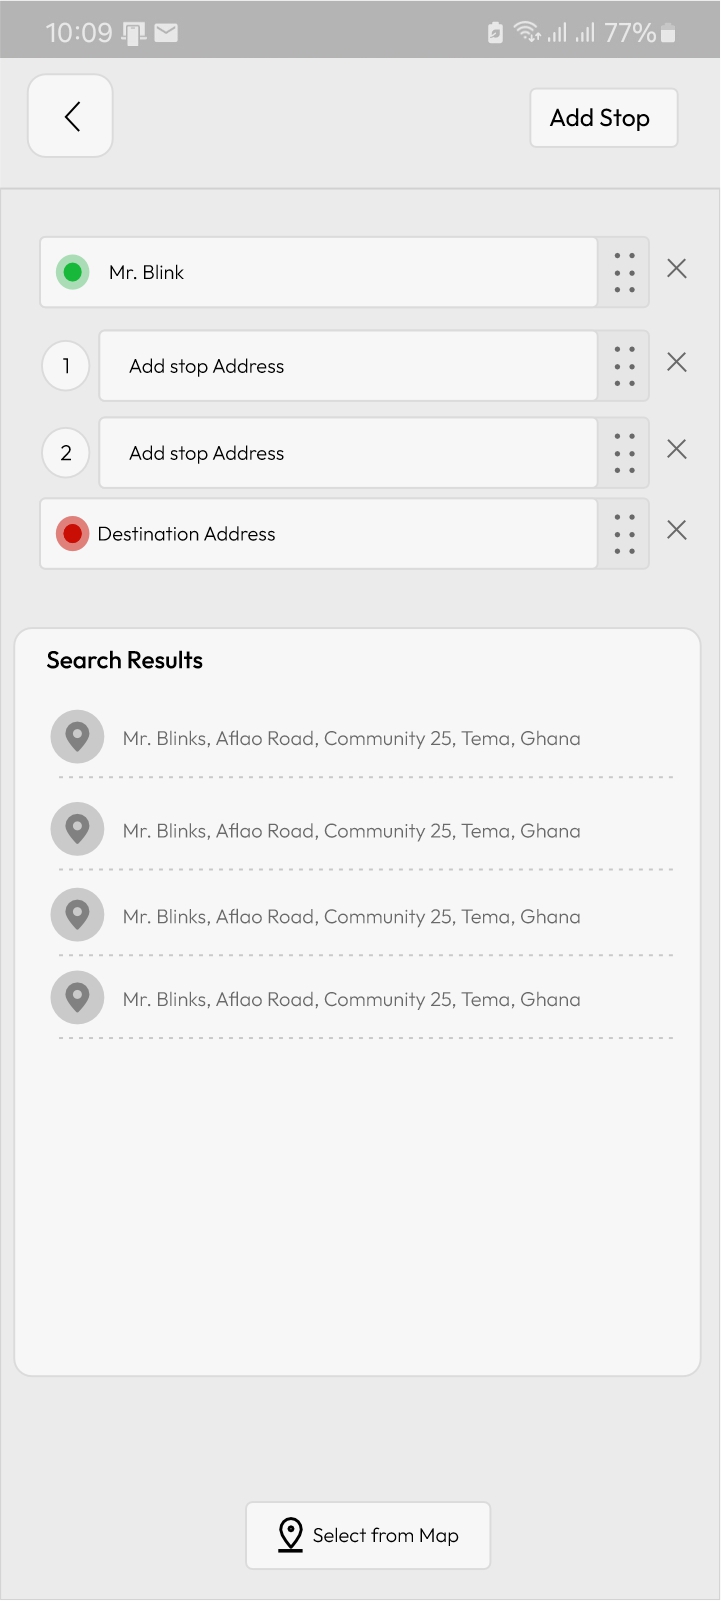 10:09 77%
Add Stop
Mr. Blink
1 Add stop Address
2 Add stop Address
Destination Address
Search Results
Mr. Blinks, Aflao Road, Community 25, Tema, Ghana
Mr. Blinks, Aflao Road, Community 25, Tema, Ghana
Mr. Blinks, Aflao Road, Community 25, Tema, Ghana
Mr. Blinks, Aflao Road, Community 25, Tema, Ghana
Select from Map